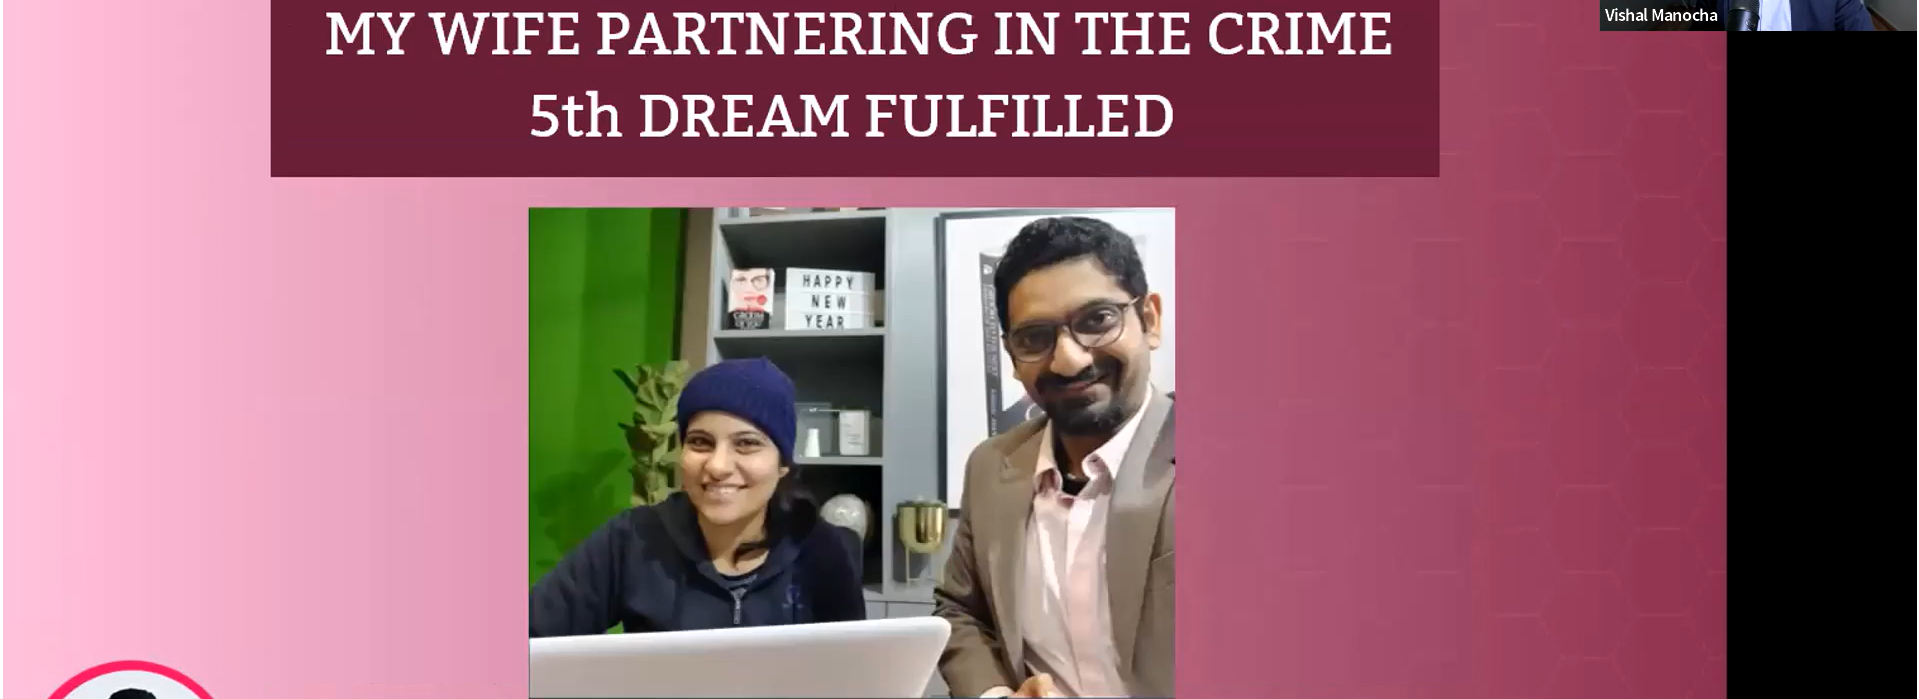 MY WIFE PARTNERING IN THE CRIME
5th DREAM FULFILLED
Vishal Manocha
HAPPY
NEW
YEAR